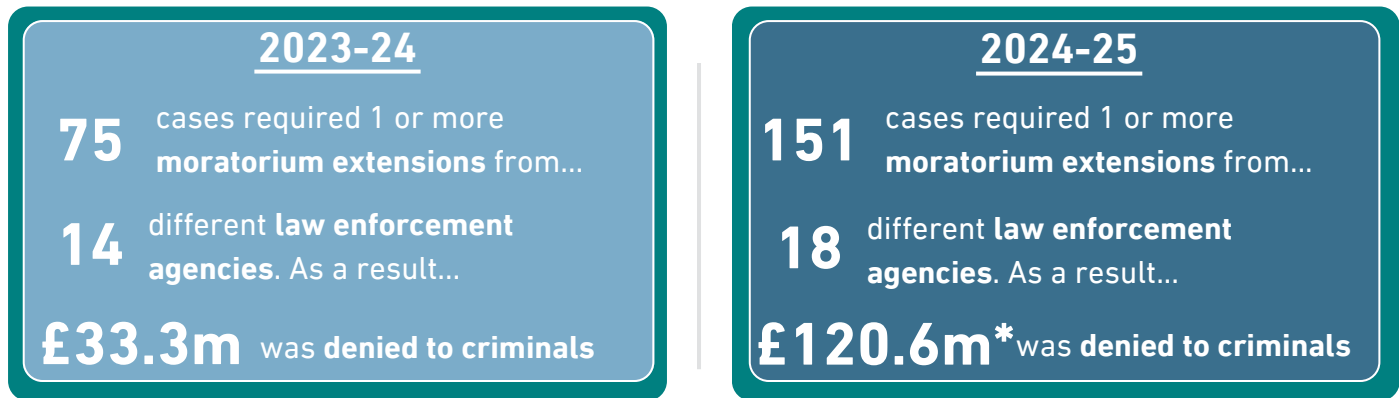 2023-24
75 cases required 1 or more
moratorium extensions from...
14 different law enforcement
agencies. As a result...
£33.3m was denied to criminals
2024-25
151 cases required 1 or more
moratorium extensions from...
18 different law enforcement
agencies. As a result...
£120.6m* was denied to criminals